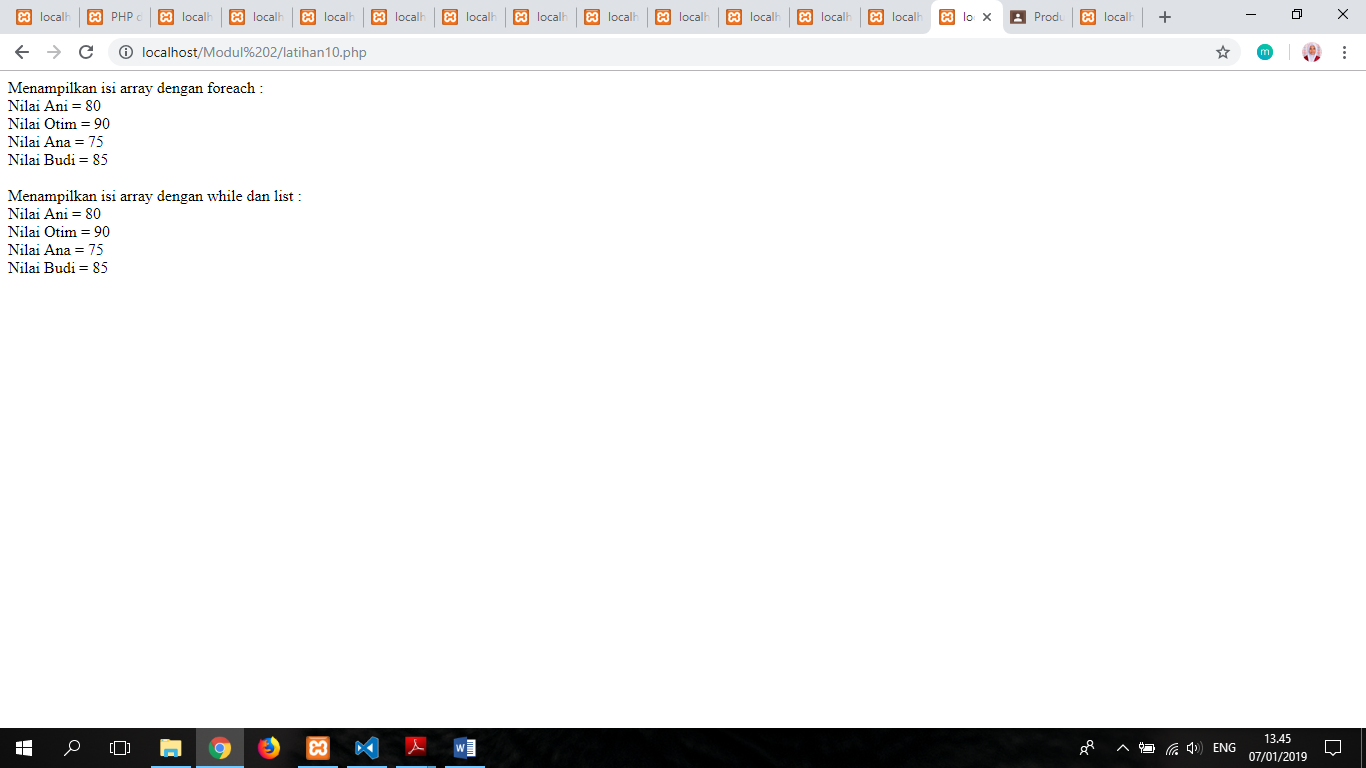 localh PHP c localh localh localh localh localh localh localh localh localh localh localh lo Produ localh
localhost/Modul%202/latihan10.php
m
Menampilkan isi array dengan foreach :
Nilai Ani = 80
Nilai Otim = 90
Nilai Ana = 75
Nilai Budi = 85
Menampilkan isi array dengan while dan list :
Nilai Ani = 80
Nilai Otim = 90
Nilai Ana = 75
Nilai Budi = 85
ENG
13.45
07/01/2019